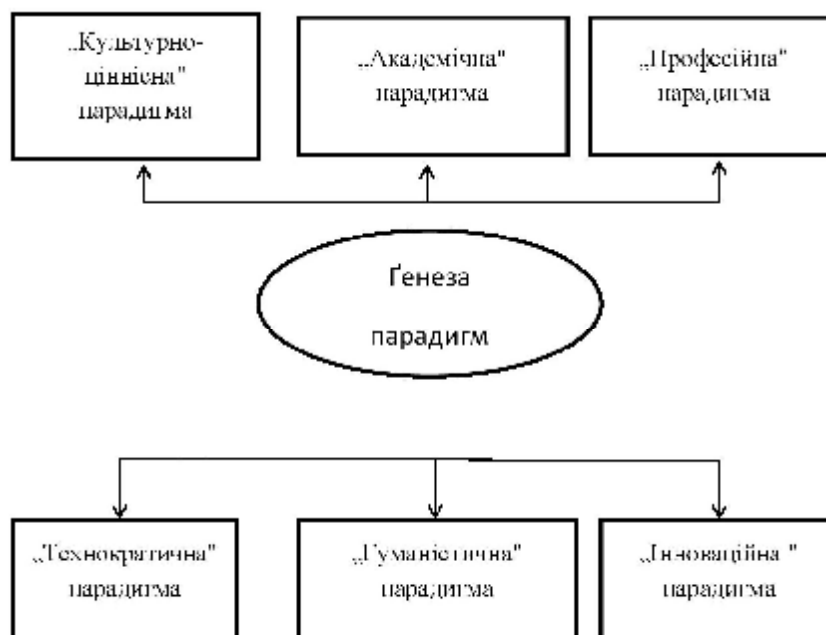 „Культурно-
ціннісна"
парадигма
„Академічна"
парадигма
„Професійна"
парадигма
Ґенеза
парадигм
„Технократична"
парадигма
„Гуманістична"
парадигма
„Інноваційна "
парадигма